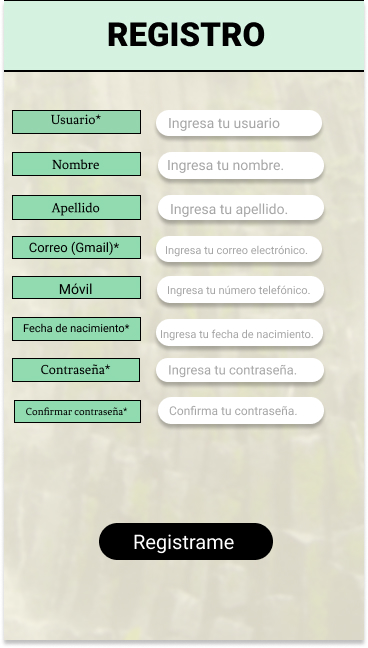 REGISTRO
Usuario* Ingresa tu usuario
Nombre Ingresa tu nombre.
Apellido Ingresa tu apellido.
Correo (Gmail)* Ingresa tu correo electrónico.
Móvil Ingresa tu número telefónico.
Fecha de nacimiento* Ingresa tu fecha de nacimiento.
Contraseña* Ingresa tu contraseña.
Confirmar contraseña* Confirma tu contraseña.
Registrame